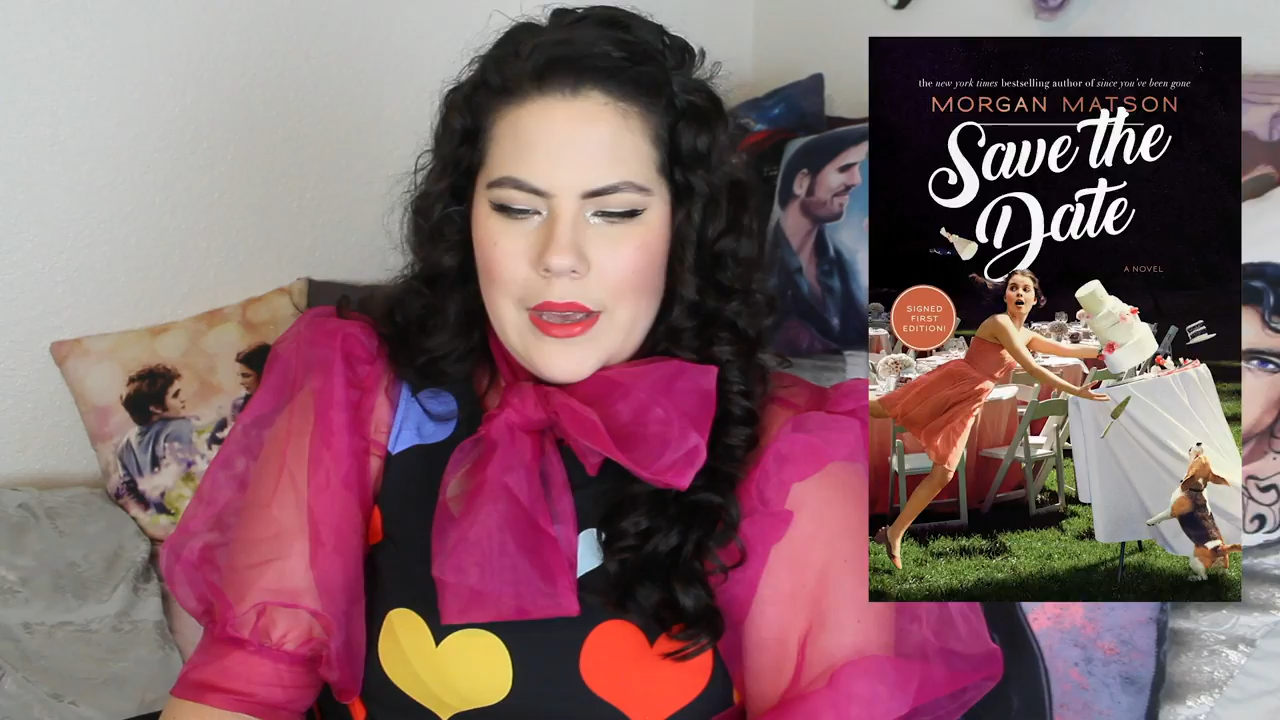 the new york times bestselling author of since you've been gone
MORGAN MATSON
Save the
Date
A NOVEL
SIGNED
FIRST
EDITION!